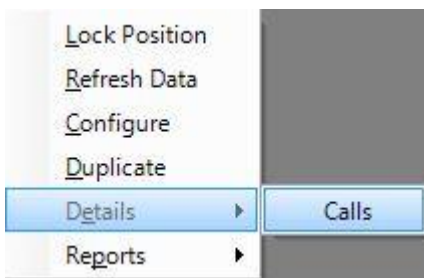 Lock Position
Refresh Data
Configure
Duplicate
Details
Calls
Reports